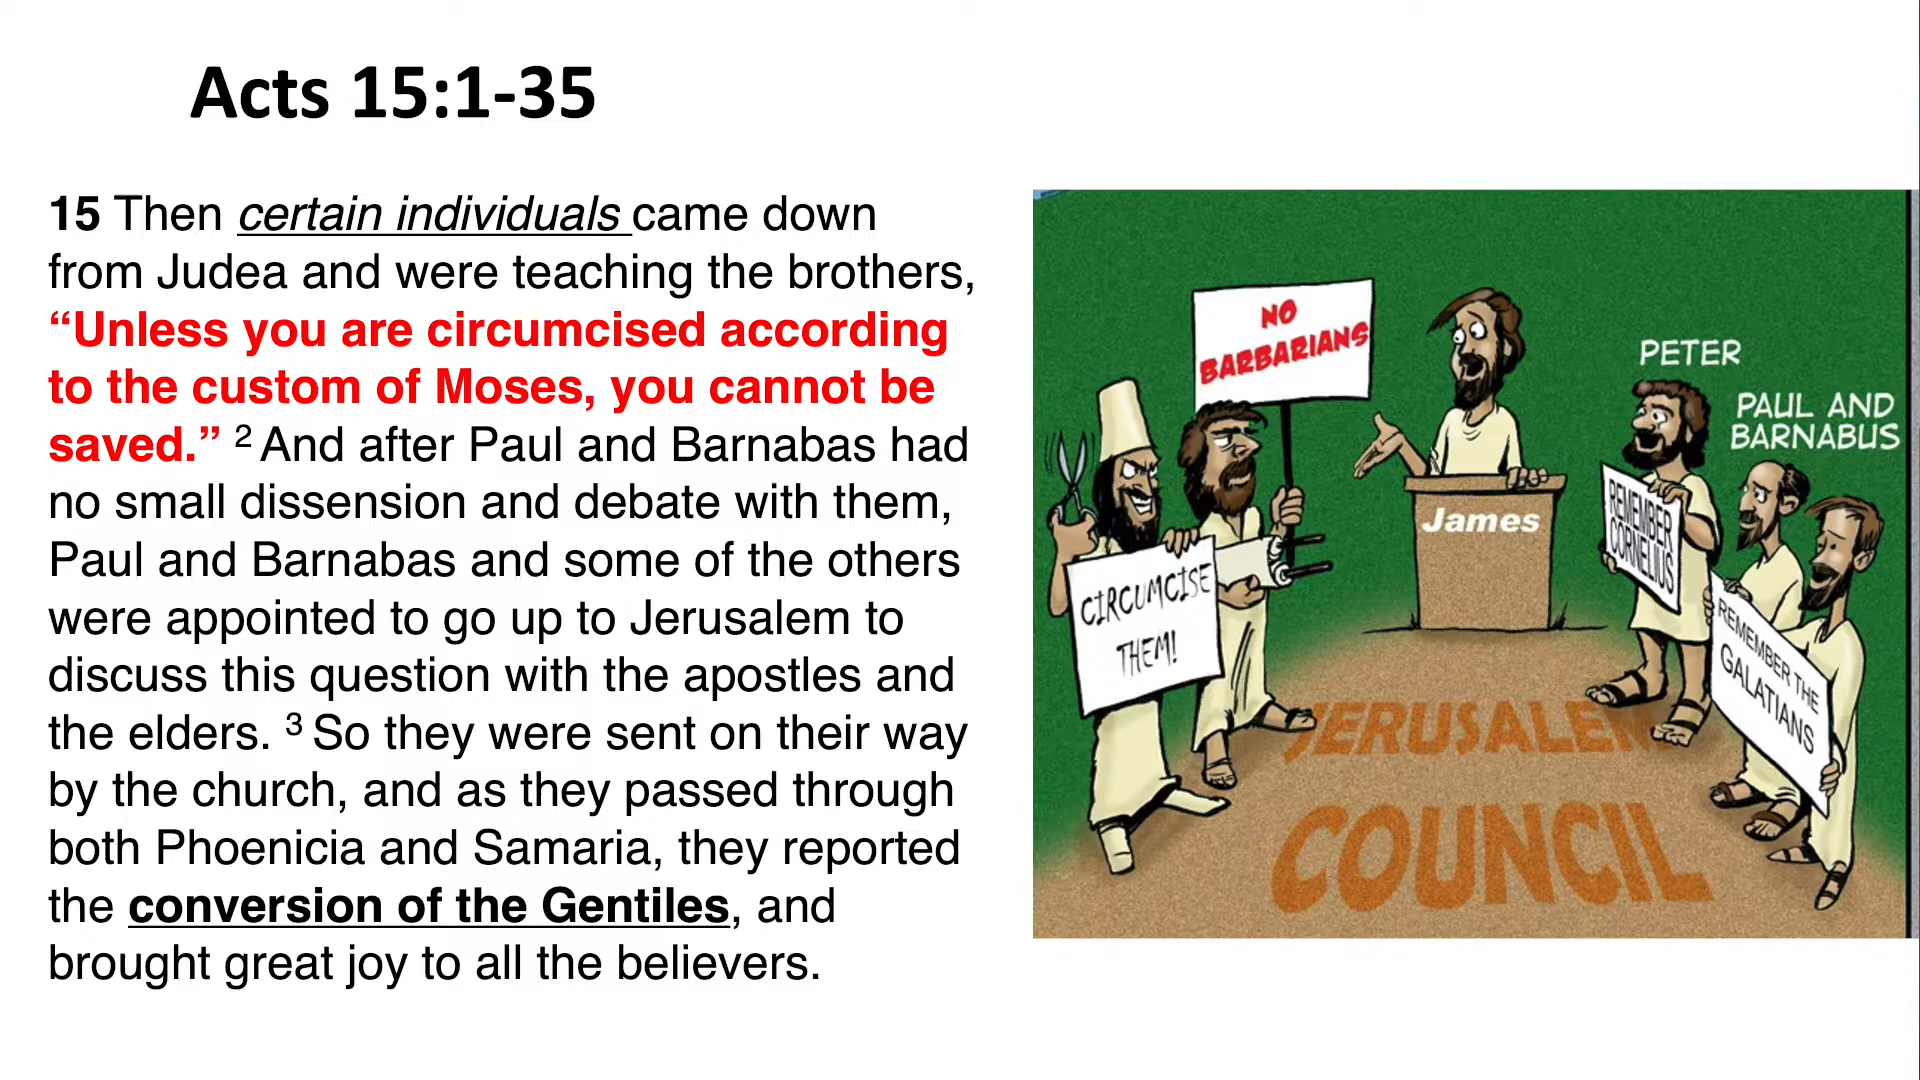 Acts 15:1-35
15 Then certain individuals came down
from Judea and were teaching the brothers,
“Unless you are circumcised according
to the custom of Moses, you cannot be
saved.” 2 And after Paul and Barnabas had
no small dissension and debate with them,
Paul and Barnabas and some of the others
were appointed to go up to Jerusalem to
discuss this question with the apostles and
the elders. 3 So they were sent on their way
by the church, and as they passed through
both Phoenicia and Samaria, they reported
the conversion of the Gentiles, and
brought great joy to all the believers.
NO
BARBARIANS
PETER
PAUL AND
BARNABUS
James
REMEMBER
CORNELIUS
CIRCUMCISE
THEM!
REMEMBER THE
GALATIANS
JERUSALEM
COUNCIL